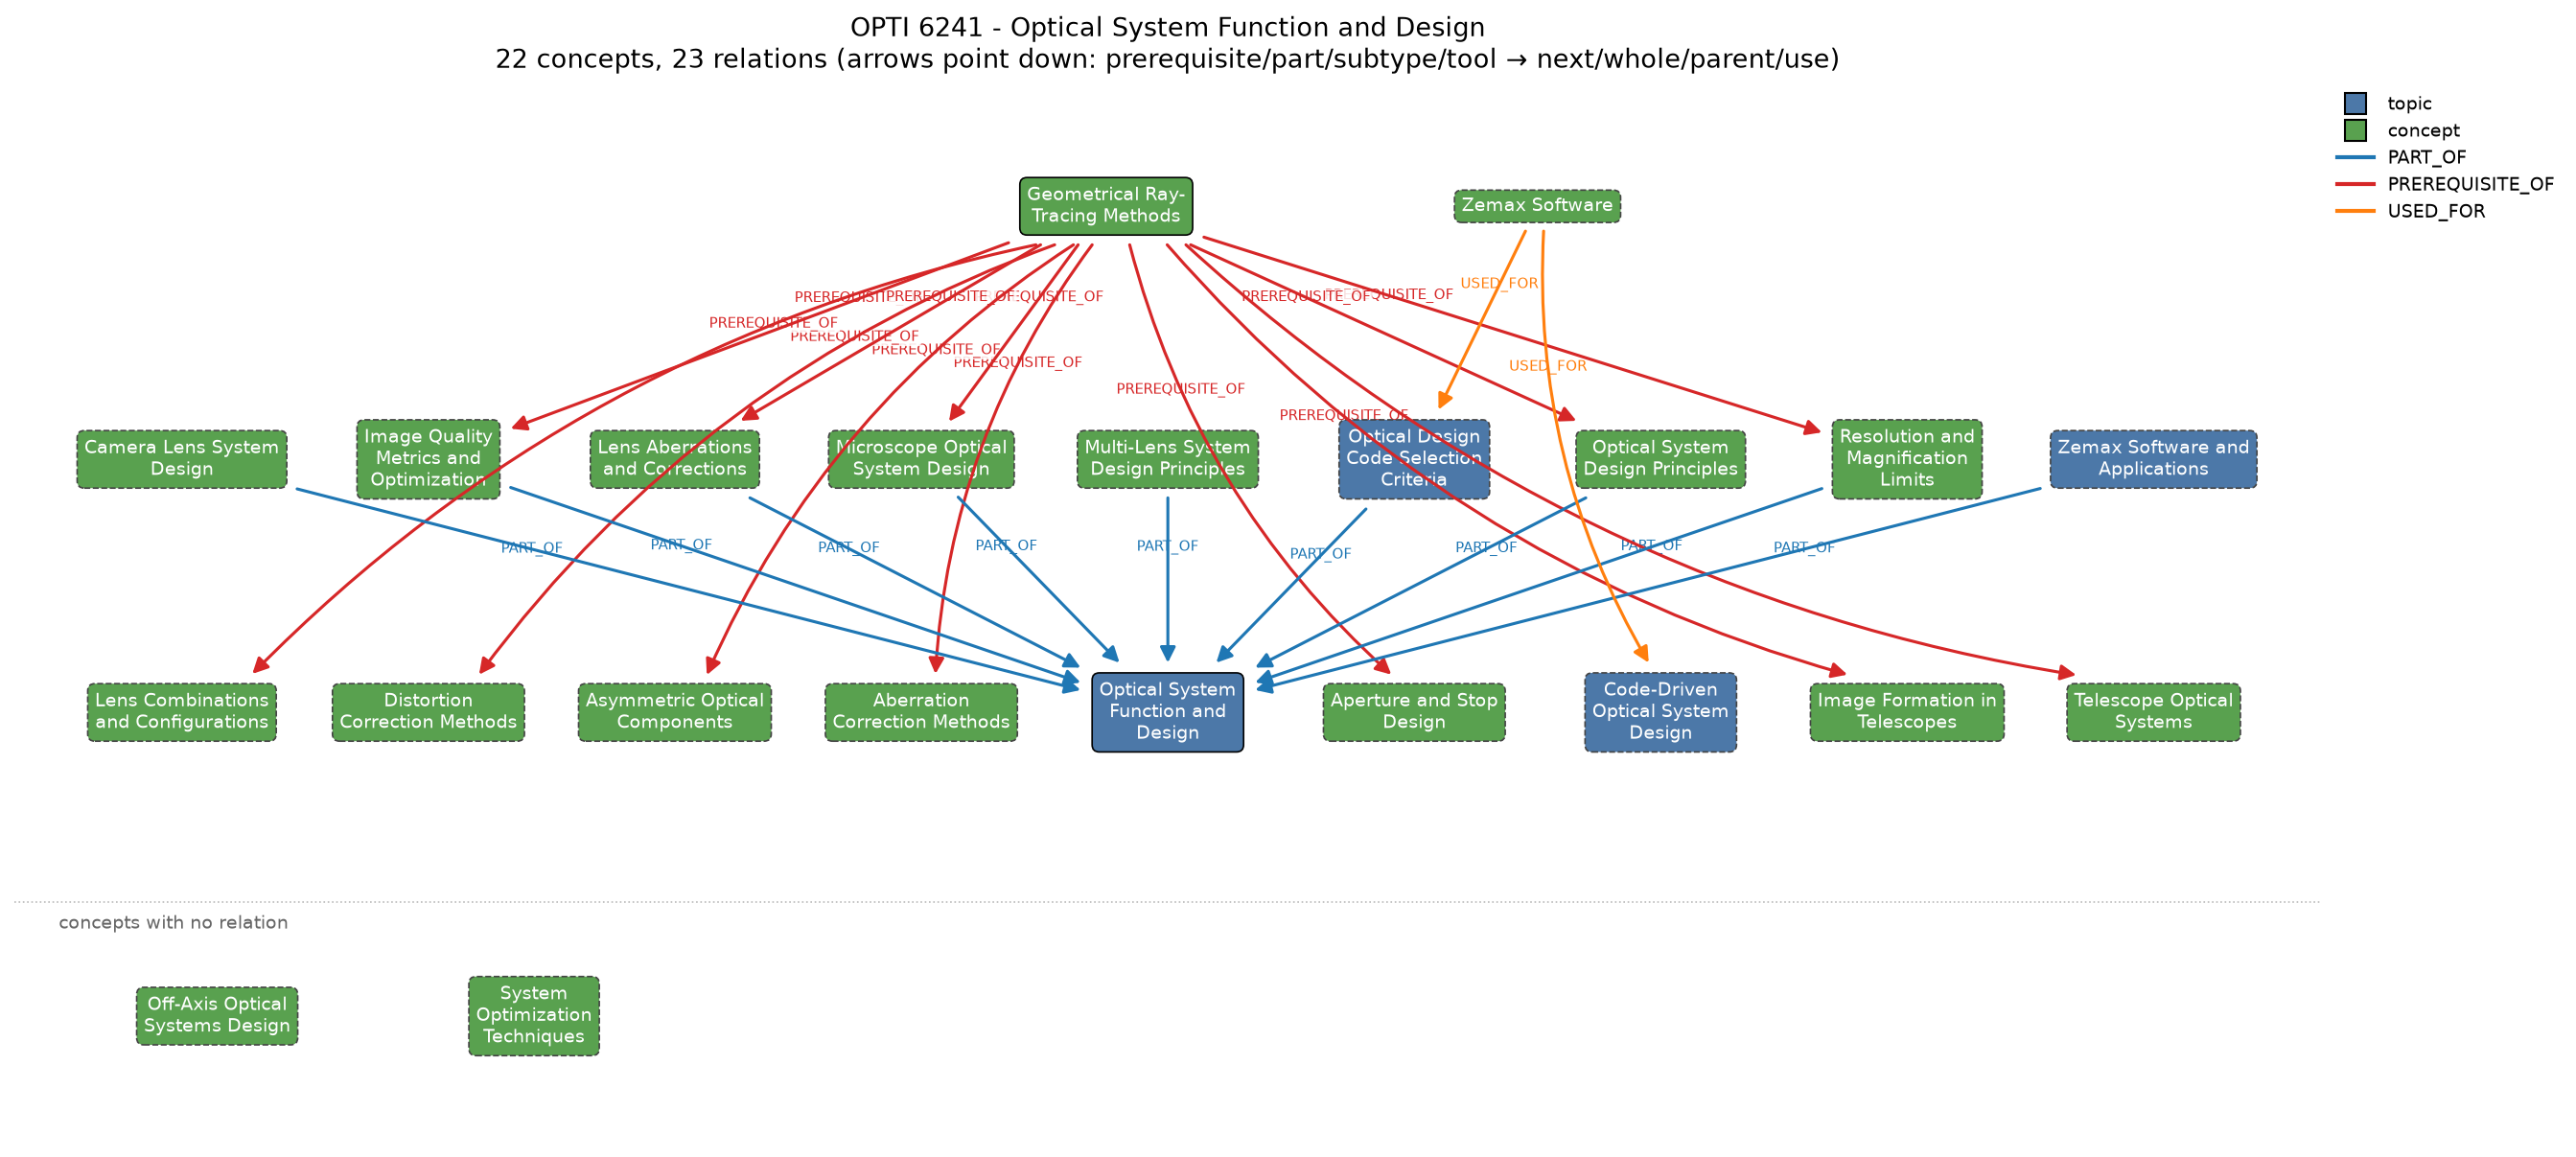 OPTI 6241 - Optical System Function and Design
22 concepts, 23 relations (arrows point down: prerequisite/part/subtype/tool → next/whole/parent/use)
topic
concept
PART_OF
PREREQUISITE_OF
USED_FOR
Geometrical Ray-
Tracing Methods
Zemax Software
USED_FOR
PREREQUISITE_OF
PREREQUISITE_OF
PREREQUISITE_OF
PREREQUISITE_OF
PREREQUISITE_OF
PREREQUISITE_OF
USED_FOR
PREREQUISITE_OF
PREREQUISITE_OF
Camera Lens System
Design
Image Quality
Metrics and
Optimization
Lens Aberrations
and Corrections
Microscope Optical
System Design
Multi-Lens System
Design Principles
Optical Design
Code Selection
Criteria
Optical System
Design Principles
Resolution and
Magnification
Limits
Zemax Software and
Applications
PART_OF
PART_OF
PART_OF
PART_OF
PART_OF
PART_OF
PART_OF
PART_OF
PART_OF
Lens Combinations
and Configurations
Distortion
Correction Methods
Asymmetric Optical
Components
Aberration
Correction Methods
Optical System
Function and
Design
Aperture and Stop
Design
Code-Driven
Optical System
Design
Image Formation in
Telescopes
Telescope Optical
Systems
concepts with no relation
Off-Axis Optical
Systems Design
System
Optimization
Techniques